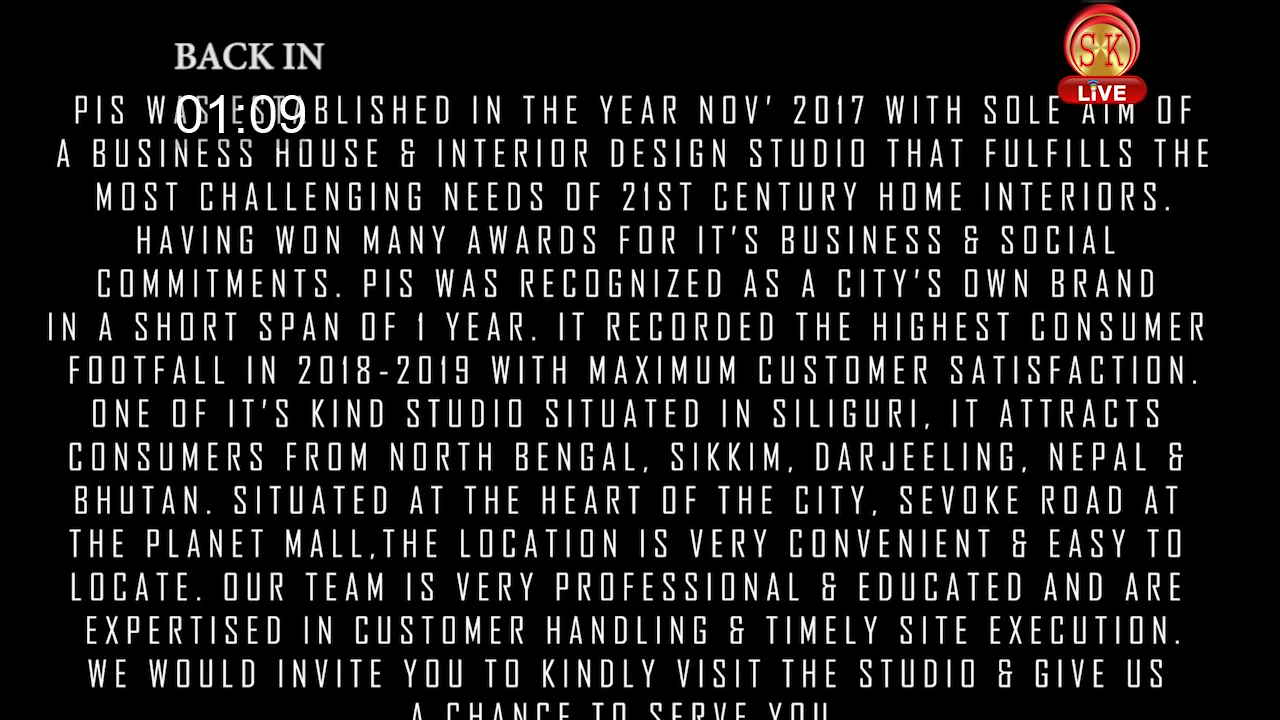 BACK IN
01:09
SK
LiVE
PIS WAS ESTABLISHED IN THE YEAR NOV' 2017 WITH SOLE AIM OF
A BUSINESS HOUSE & INTERIOR DESIGN STUDIO THAT FULFILLS THE
MOST CHALLENGING NEEDS OF 21ST CENTURY HOME INTERIORS.
HAVING WON MANY AWARDS FOR IT'S BUSINESS & SOCIAL
COMMITMENTS. PIS WAS RECOGNIZED AS A CITY'S OWN BRAND
IN A SHORT SPAN OF 1 YEAR. IT RECORDED THE HIGHEST CONSUMER
FOOTFALL IN 2018-2019 WITH MAXIMUM CUSTOMER SATISFACTION.
ONE OF IT'S KIND STUDIO SITUATED IN SILIGURI, IT ATTRACTS
CONSUMERS FROM NORTH BENGAL, SIKKIM, DARJEELING, NEPAL &
BHUTAN. SITUATED AT THE HEART OF THE CITY, SEVOKE ROAD AT
THE PLANET MALL,THE LOCATION IS VERY CONVENIENT & EASY TO
LOCATE. OUR TEAM IS VERY PROFESSIONAL & EDUCATED AND ARE
EXPERTISED IN CUSTOMER HANDLING & TIMELY SITE EXECUTION.
WE WOULD INVITE YOU TO KINDLY VISIT THE STUDIO & GIVE US
A CHANCE TO SERVE YOU